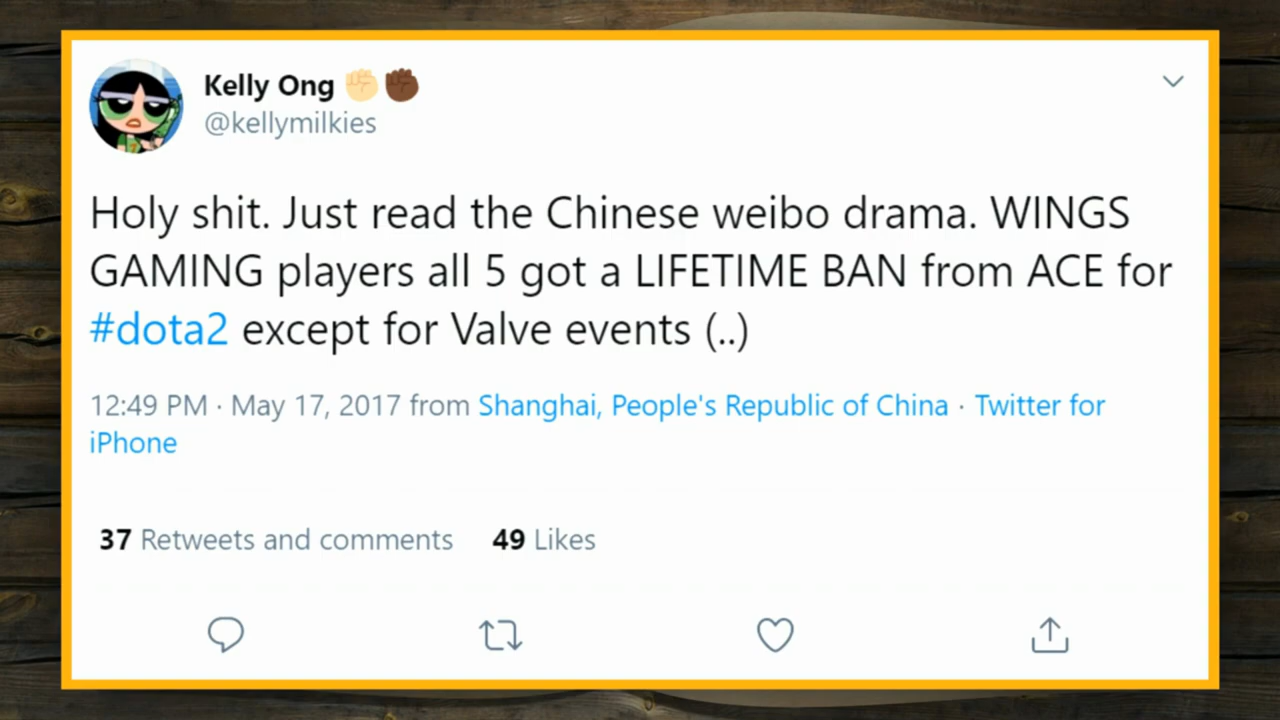 Kelly Ong ✊🏼✊🏿
@kellymilkies
Holy shit. Just read the Chinese weibo drama. WINGS
GAMING players all 5 got a LIFETIME BAN from ACE for
#dota2 except for Valve events (..)
12:49 PM · May 17, 2017 from Shanghai, People's Republic of China · Twitter for
iPhone
37 Retweets and comments 49 Likes